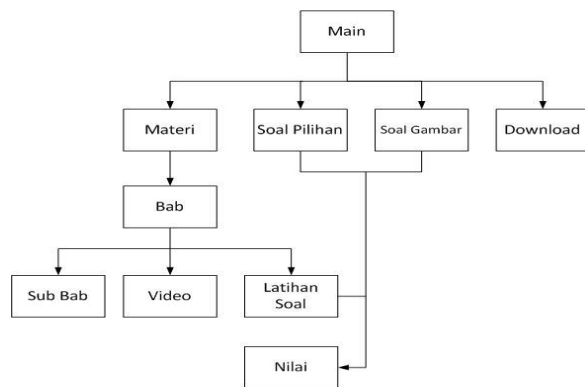 Main
Materi
Soal Pilihan
Soal Gambar
Download
Bab
Sub Bab
Video
Latihan
Soal
Nilai